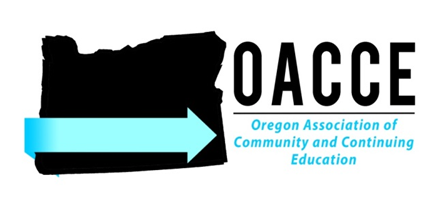 OACCE
Oregon Association of
Community and Continuing
Education